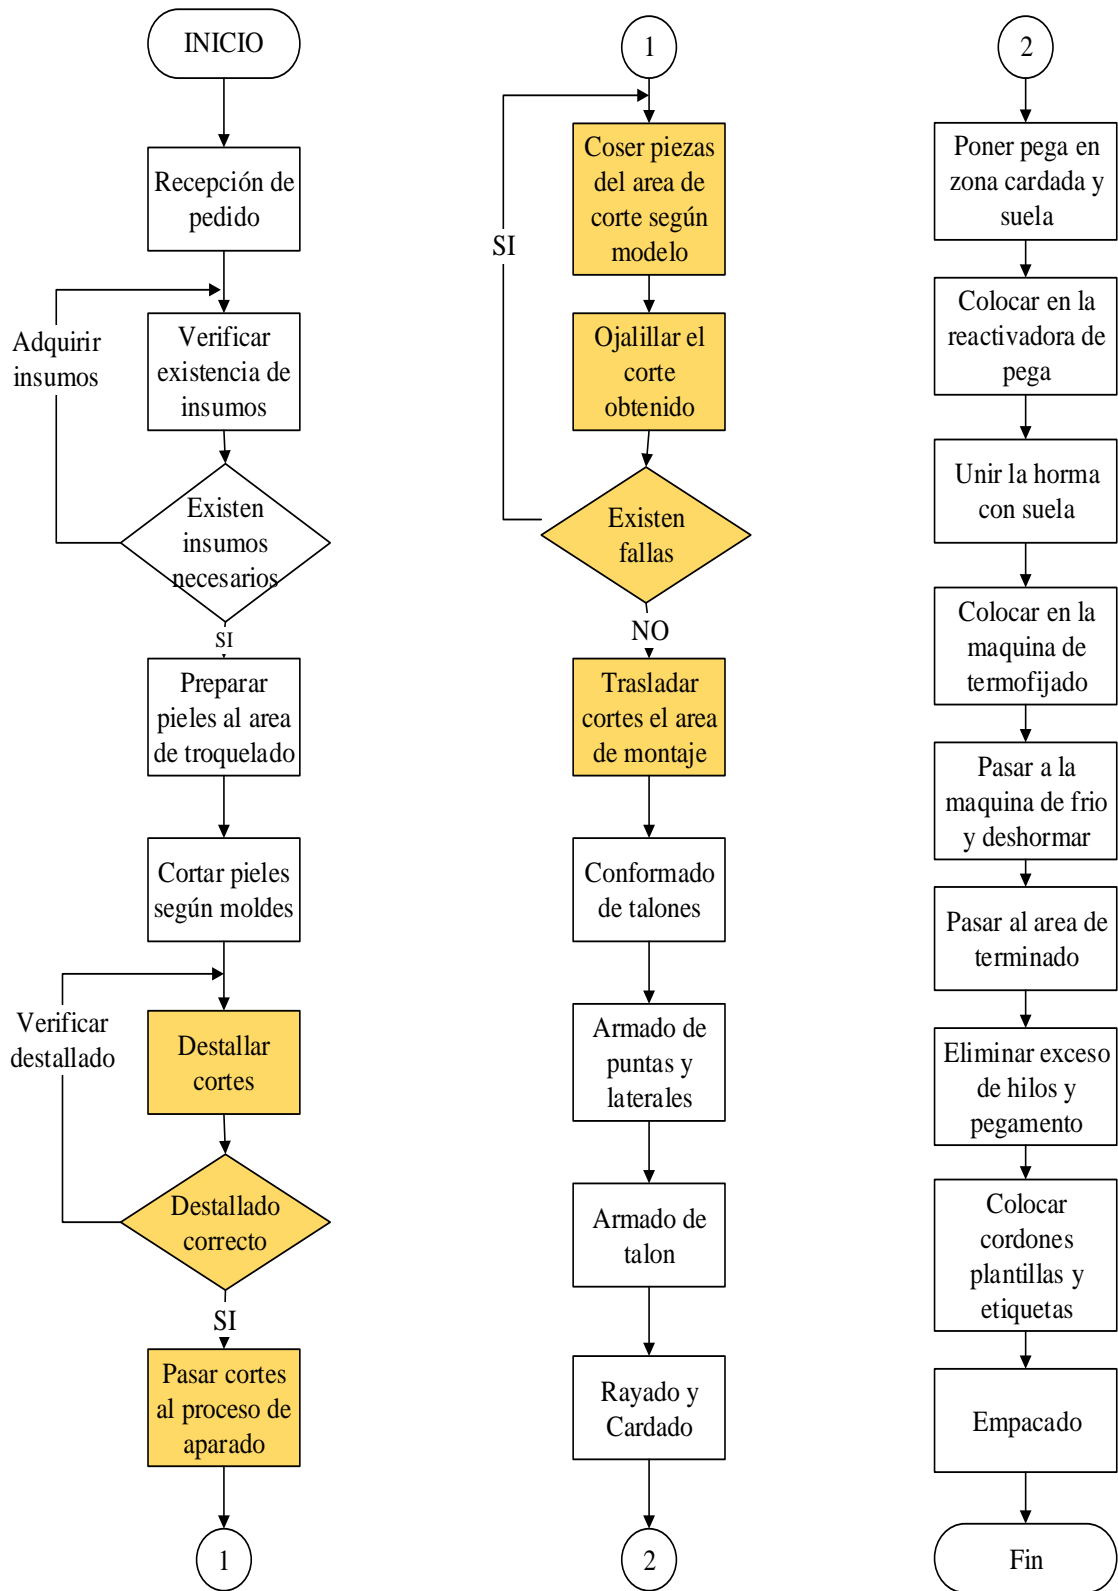 INICIO
Recepción de
pedido
Adquirir
insumos
Verificar
existencia de
insumos
Existen
insumos
necesarios
SI
Preparar
pieles al area
de troquelado
Cortar pieles
según moldes
Verificar
destallado
Destallar
cortes
Destallado
correcto
SI
Pasar cortes
al proceso de
aparado
1
1
Coser piezas
del area de
corte según
modelo
SI
Ojalillar el
corte
obtenido
Existen
fallas
NO
Trasladar
cortes el area
de montaje
Conformado
de talones
Armado de
puntas y
laterales
Armado de
talon
Rayado y
Cardado
2
2
Poner pega en
zona cardada y
suela
Colocar en la
reactivadora de
pega
Unir la horma
con suela
Colocar en la
maquina de
termofijado
Pasar a la
maquina de frio
y deshormar
Pasar al area de
terminado
Eliminar exceso
de hilos y
pegamento
Colocar
cordones
plantillas y
etiquetas
Empacado
Fin